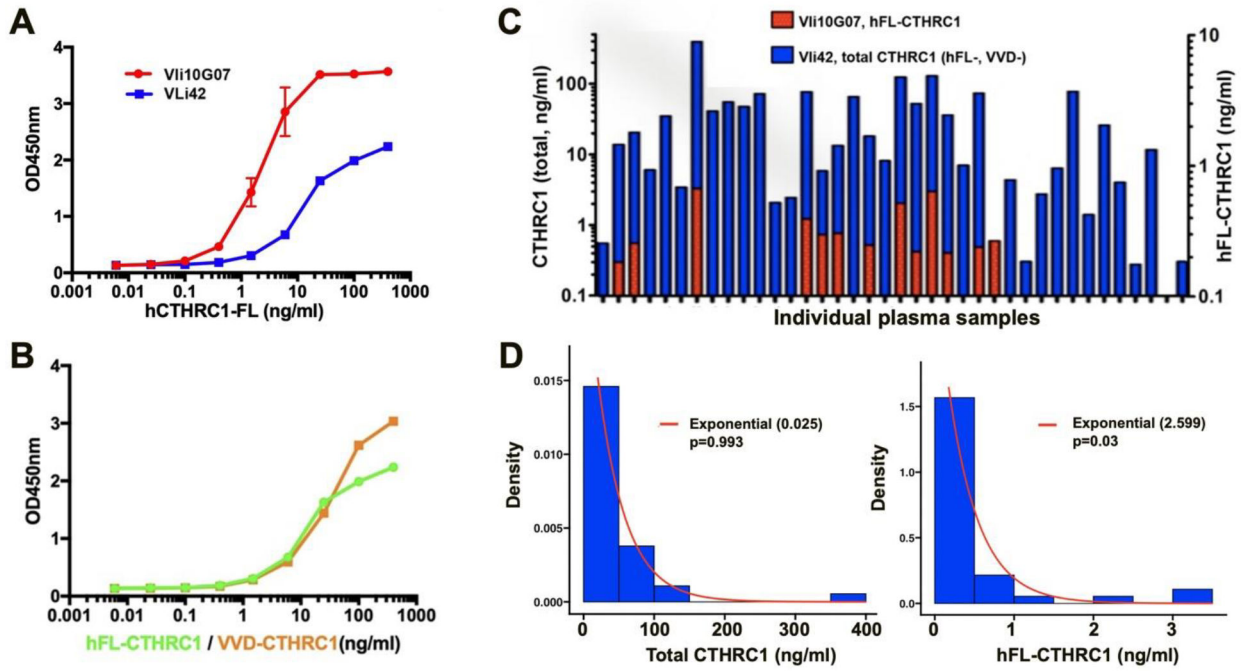 A
4
3
2
1
0
OD450nm
Vli10G07
VLi42
0.001 0.01 0.1 1 10 100 1000
hCTHRC1-FL (ng/ml)
B
4
3
2
1
0
OD450nm
0.001 0.01 0.1 1 10 100 1000
hFL-CTHRC1 / VVD-CTHRC1(ng/ml)
C
Vli10G07, hFL-CTHRC1
Vli42, total CTHRC1 (hFL-, VVD-)
CTHRC1 (total, ng/ml)
100
10
1
0.1
hFL-CTHRC1 (ng/ml)
10
1
0.1
Individual plasma samples
D
Density
0.015
0.010
0.005
0.000
Exponential (0.025)
p=0.993
0 100 200 300 400
Total CTHRC1 (ng/ml)
Density
1.5
1.0
0.5
0.0
Exponential (2.599)
p=0.03
0 1 2 3
hFL-CTHRC1 (ng/ml)